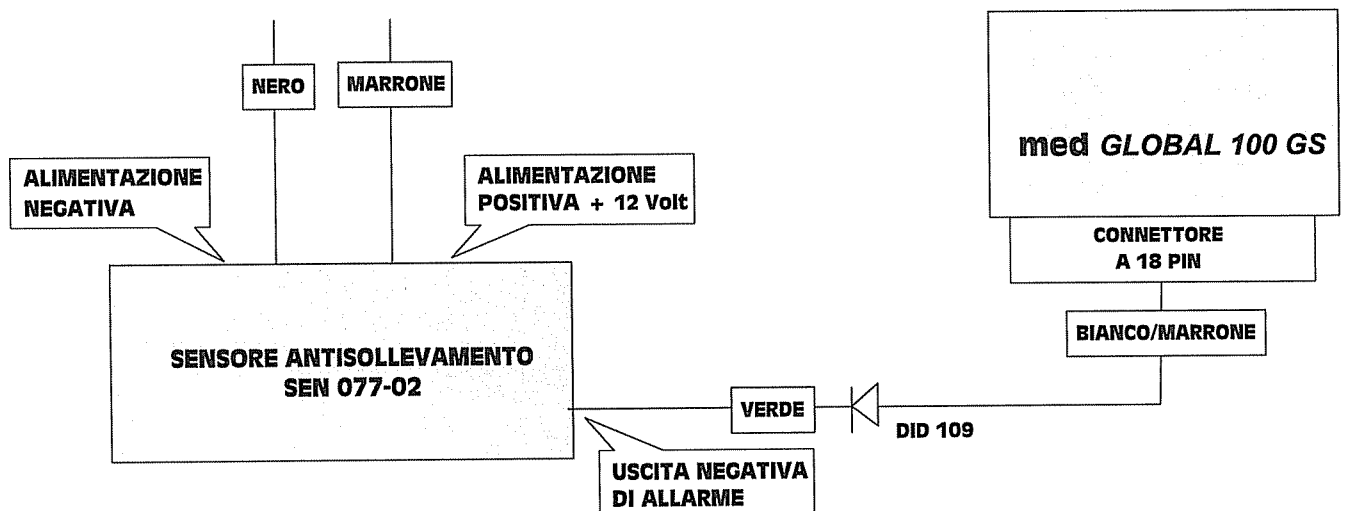 NERO
MARRONE
ALIMENTAZIONE
NEGATIVA
ALIMENTAZIONE
POSITIVA + 12 Volt
med GLOBAL 100 GS
CONNETTORE
A 18 PIN
BIANCO/MARRONE
SENSORE ANTISOLLEVAMENTO
SEN 077-02
VERDE
DID 109
USCITA NEGATIVA
DI ALLARME